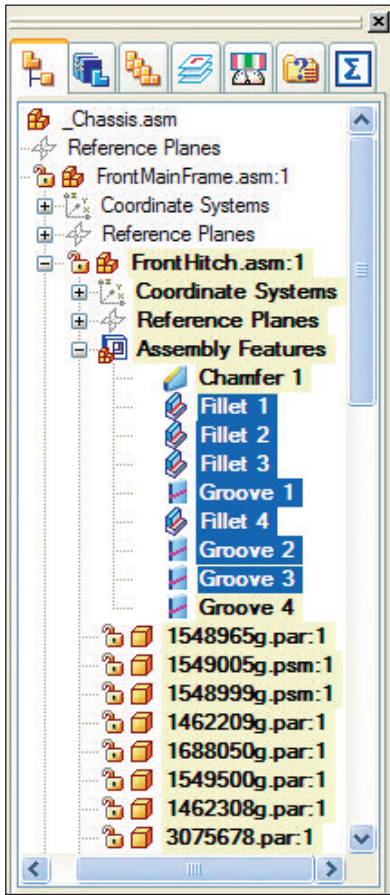 Σ
_Chassis.asm
Reference Planes
FrontMainFrame.asm:1
Coordinate Systems
Reference Planes
FrontHitch.asm:1
Coordinate Systems
Reference Planes
Assembly Features
Chamfer 1
Fillet 1
Fillet 2
Fillet 3
Groove 1
Fillet 4
Groove 2
Groove 3
Groove 4
1548965g.par:1
1549005g.psm:1
1548999g.psm:1
1462209g.par:1
1688050g.par:1
1549500g.par:1
1462308g.par:1
3075678.par:1